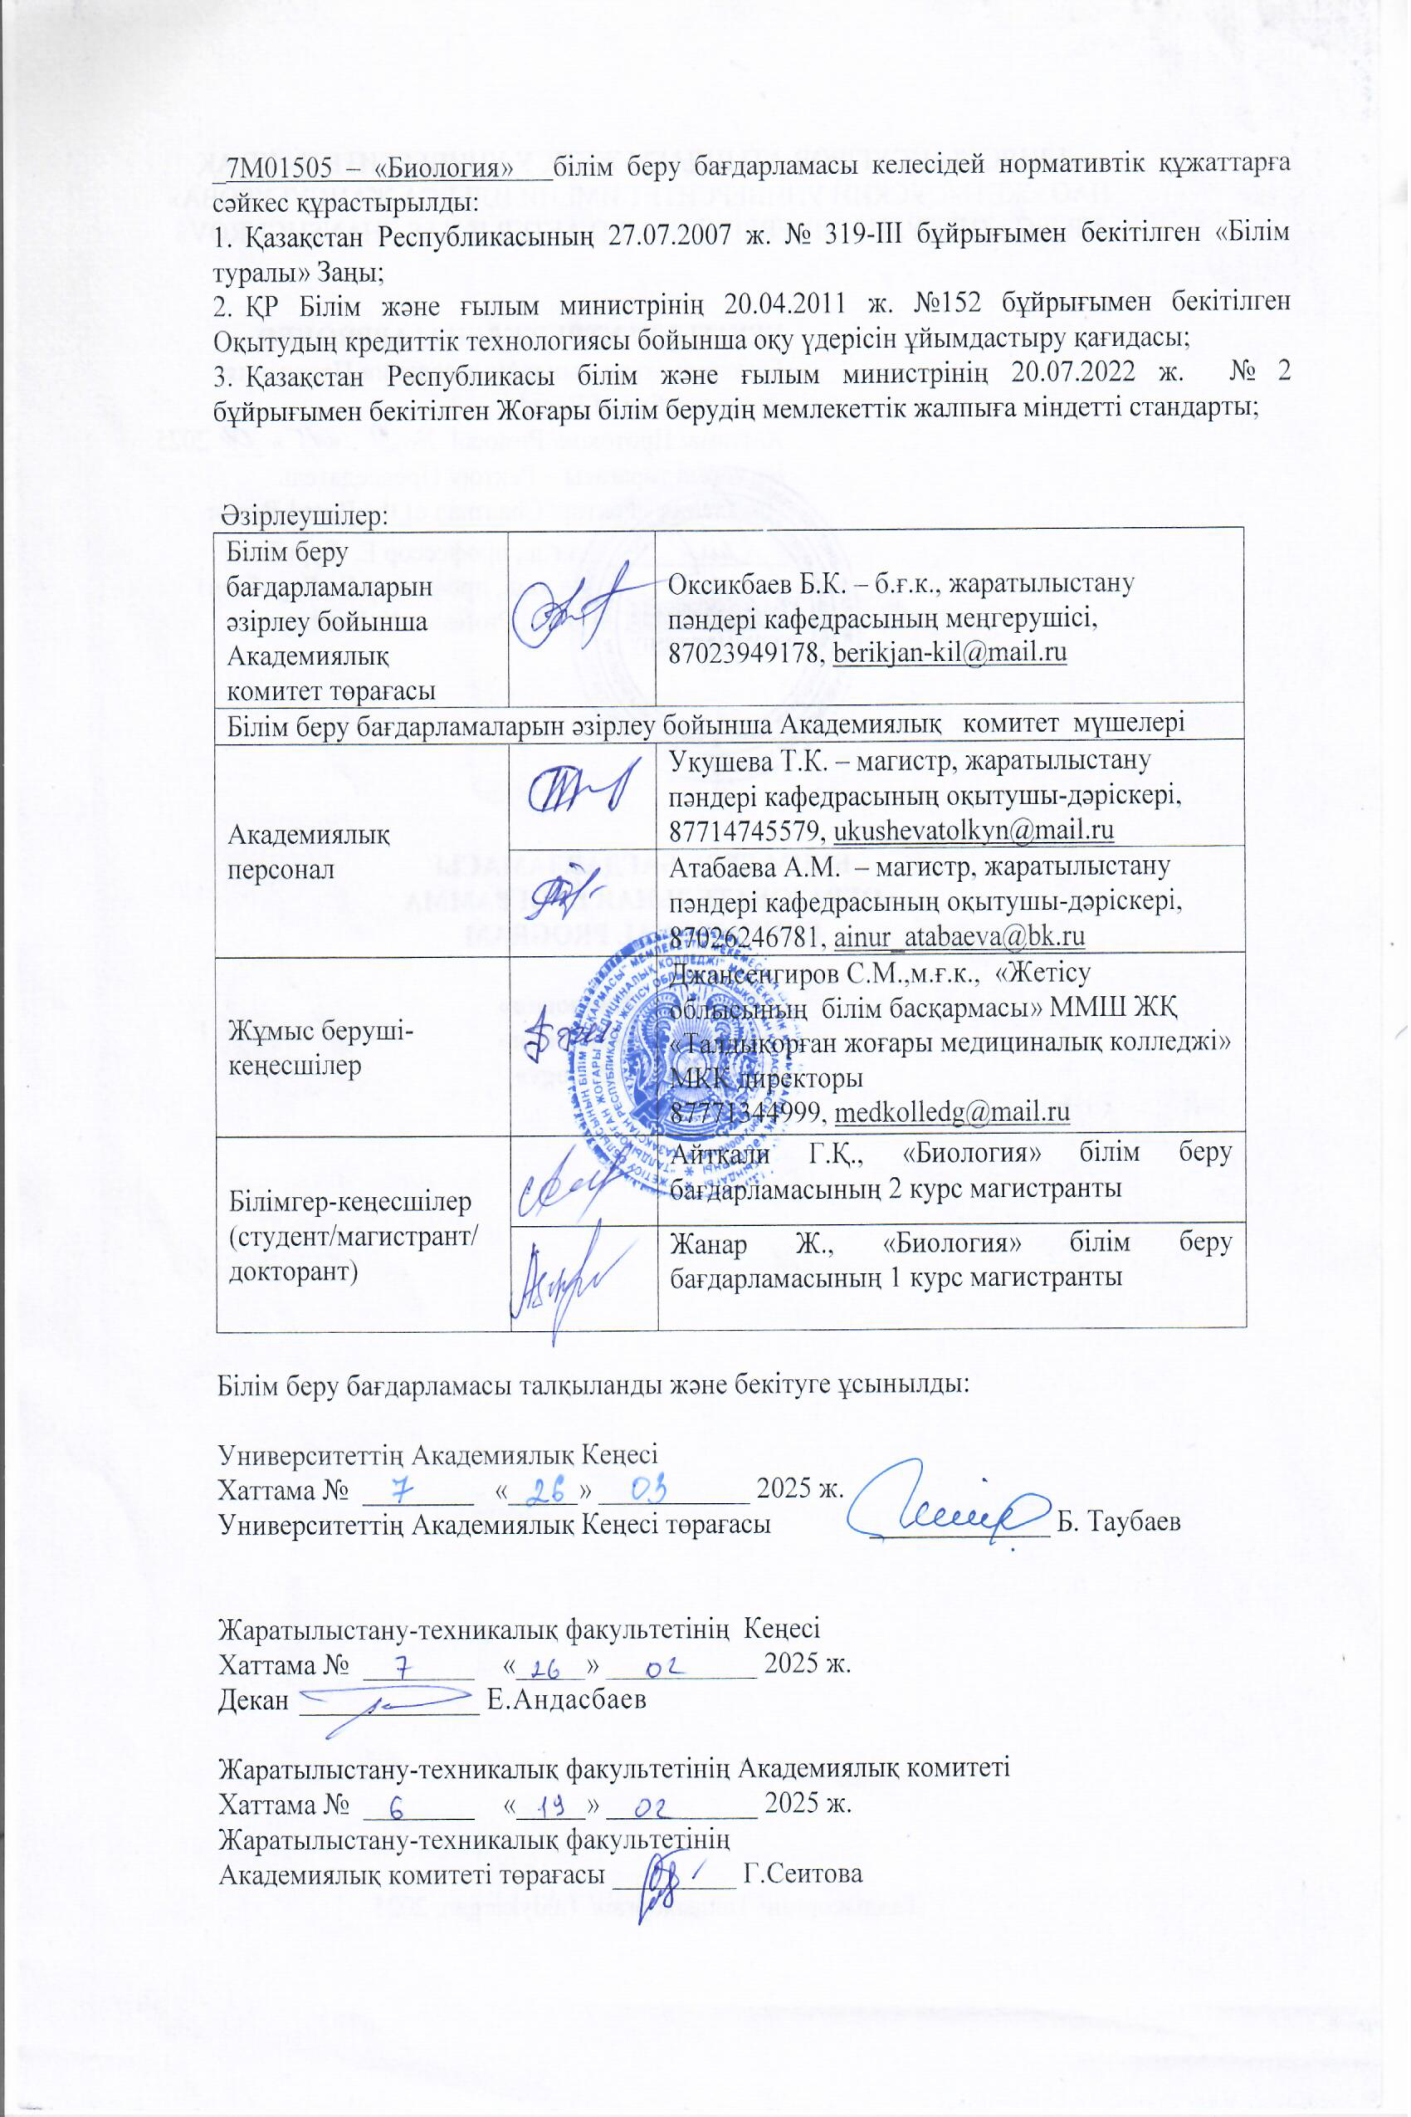 _7М01505 – «Биология»___білім беру бағдарламасы келесідей нормативтік құжаттарға
сәйкес құрастырылды:
1. Қазақстан Республикасының 27.07.2007 ж. № 319-III бұйрығымен бекітілген «Білім
туралы» Заңы;
2. ҚР Білім және ғылым министрінің 20.04.2011 ж. №152 бұйрығымен бекітілген
Оқытудың кредиттік технологиясы бойынша оқу үдерісін ұйымдастыру қағидасы;
3. Қазақстан Республикасы білім және ғылым министрінің 20.07.2022 ж. № 2
бұйрығымен бекітілген Жоғары білім берудің мемлекеттік жалпыға міндетті стандарты;
Әзірлеушілер:
Білім беру
бағдарламаларын
әзірлеу бойынша
Академиялық
комитет төрағасы
Оксикбаев Б.К. – б.ғ.к., жаратылыстану
пәндері кафедрасының меңгерушісі,
87023949178, berikjan-kil@mail.ru
Білім беру бағдарламаларын әзірлеу бойынша Академиялық комитет мүшелері
Академиялық
персонал
Укушева Т.К. – магистр, жаратылыстану
пәндері кафедрасының оқытушы-дәріскері,
87714745579, ukushevatolkyn@mail.ru
Атабаева А.М. – магистр, жаратылыстану
пәндері кафедрасының оқытушы-дәріскері,
87026246781, ainur_atabaeva@bk.ru
Жұмыс беруші-
кеңесшілер
Джансенгиров С.М.,м.ғ.к., «Жетісу
облысының білім басқармасы» ММШ ЖҚ
«Талдықорған жоғары медициналық колледжі»
МКҚ директоры
87771344999, medkolledg@mail.ru
Білімгер-кеңесшілер
(студент/магистрант/
докторант)
Айтқали Г.Қ., «Биология» білім беру
бағдарламасының 2 курс магистранты
Жанар Ж., «Биология» білім беру
бағдарламасының 1 курс магистранты
Білім беру бағдарламасы талқыланды және бекітуге ұсынылды:
Университеттің Академиялық Кеңесі
Хаттама № 7 «26» 03 2025 ж.
Университеттің Академиялық Кеңесі төрағасы Б. Таубаев
Жаратылыстану-техникалық факультетінің Кеңесі
Хаттама № 7 «26» 02 2025 ж.
Декан Е.Андасбаев
Жаратылыстану-техникалық факультетінің Академиялық комитеті
Хаттама № 6 «19» 02 2025 ж.
Жаратылыстану-техникалық факультетінің
Академиялық комитеті төрағасы Г.Сеитова